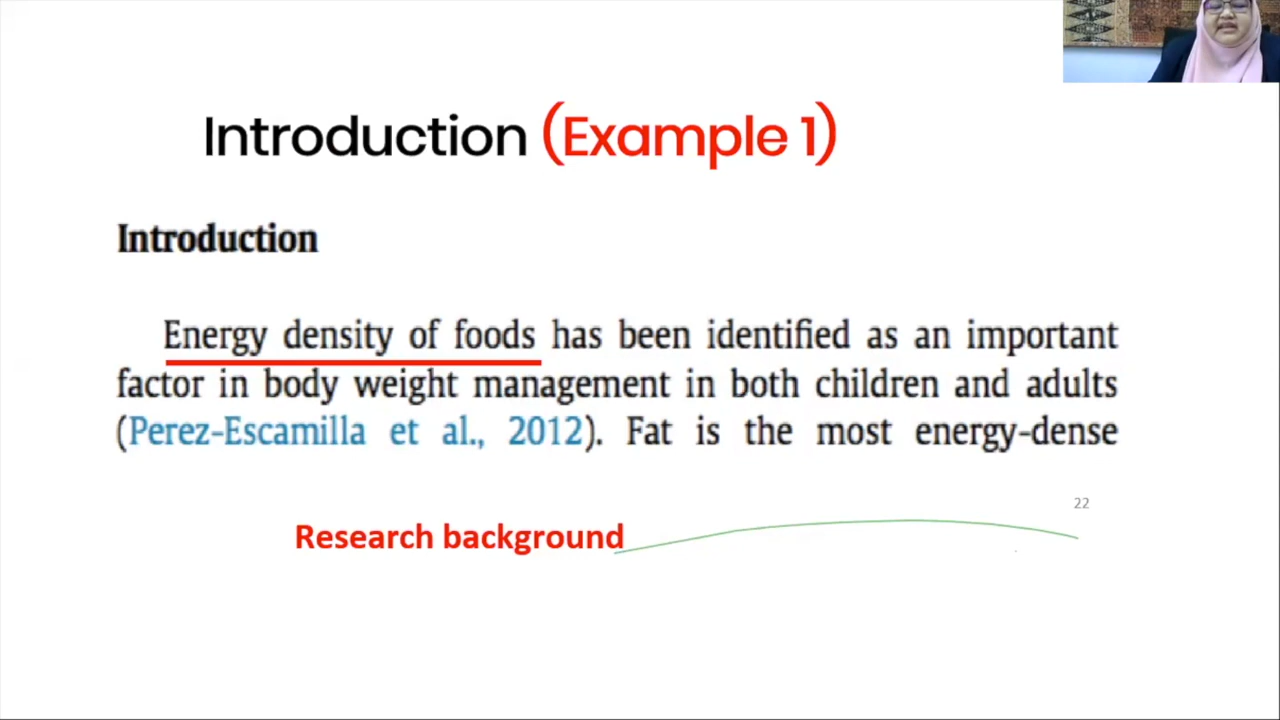 Introduction (Example 1)
Introduction
Energy density of foods has been identified as an important
factor in body weight management in both children and adults
(Perez-Escamilla et al., 2012). Fat is the most energy-dense
22
Research background